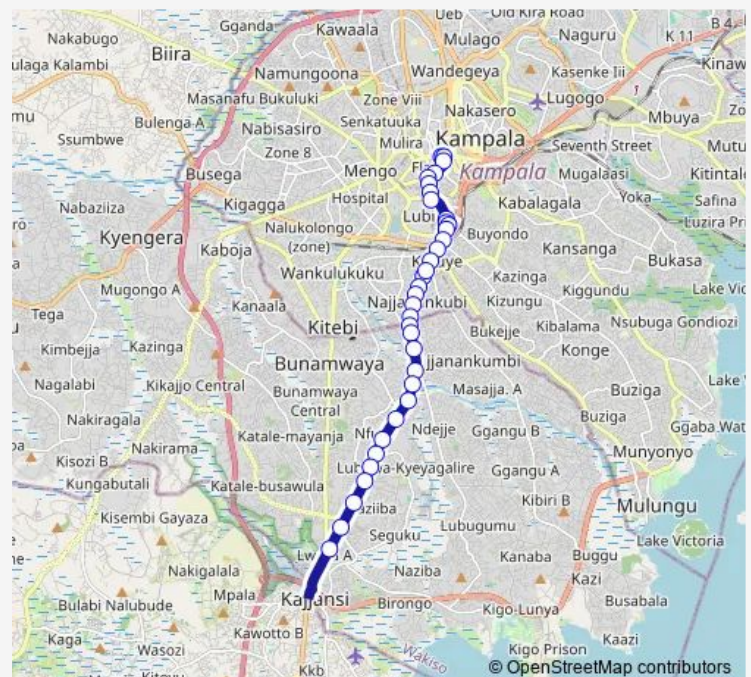 Ueb
Old Kira Road
Nakabugo
Gganda
Kawaala
Mulago
Naguru
K 11
B 4
Biira
Wandegeya
ulaga Kalambi
Namungoona
Kasenke Iii
Kinaw
Masanafu Bukuluki
Zone Viii
Lugogo
Bulenga A
Nakasero
Senkatuuka
Mbuya
Ssumbwe
Nabisasiro
Mulira
Kampala
Zone 8
Seventh Street
Mutu
Busega
Mengo
Kampala
Mugalaasi
Kitintal
Nabaziiza
Kigagga
Hospital
Kabalagala
Yoka
Safina
Lubi
Luzira Pri
Kyengera
Nalukolongo
(zone)
Buyondo
Kaboja
Kansanga
Bukasa
Wankulukuku
Mugongo A
Kazinga
Lake Vic
Tega
Kanaala
Kizungu
Kiggundu
Kitebi
Nsubuga Gondiozi
Kazinga
Bukejje
Kibalama
Kimbejja
Konge
Bunamwaya
jjanankumbi
Lake
Nagalabi
Kikajjo Central
Masajja. A
Buziga
Bunamwaya
Central
Nakiragala
Buziga
Ggaba Wat
Katale-mayanja
Ndejje
Ggangu B
Nakirama
Munyonyo
Kisozi B
Kungabutali
Katale-busawula
Ggangu A
Kibiri B
Mulungu
Kisembi Gayaza
Lubugumu
Seguku
Lake Victoria
Kanaba
Buggu
Nakigalala
Naziba
Kazi
Mpala
Kajjansi
Birongo
Kigo-Lunya
Busabala
Bulabi Nalubude
Kawotto B
Kaga
Wasozi
Kigo Prison
Kaazi
Wakiso
Kkb
© OpenStreetMap contributors